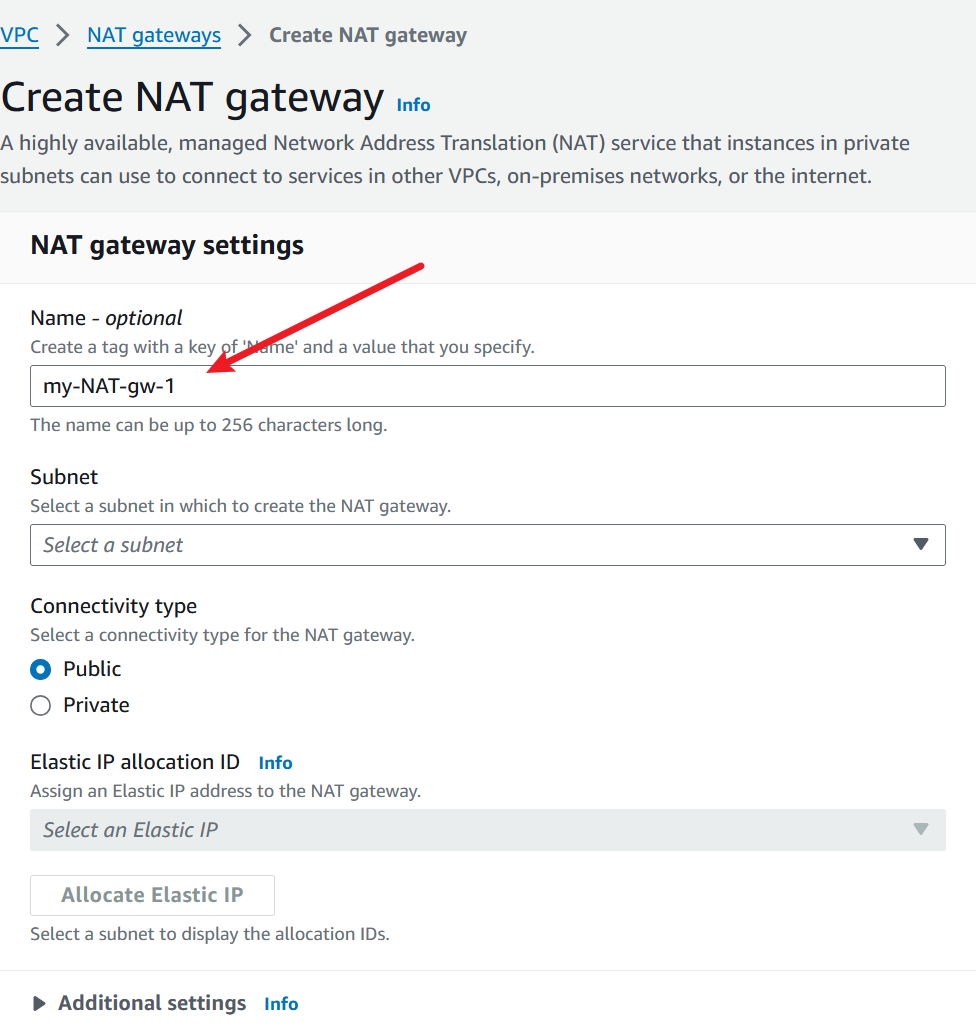 VPC > NAT gateways > Create NAT gateway
Create NAT gateway Info
A highly available, managed Network Address Translation (NAT) service that instances in private
subnets can use to connect to services in other VPCs, on-premises networks, or the internet.
NAT gateway settings
Name - optional
Create a tag with a key of 'Name' and a value that you specify.
my-NAT-gw-1
The name can be up to 256 characters long.
Subnet
Select a subnet in which to create the NAT gateway.
Select a subnet
Connectivity type
Select a connectivity type for the NAT gateway.
Public
Private
Elastic IP allocation ID Info
Assign an Elastic IP address to the NAT gateway.
Select an Elastic IP
Allocate Elastic IP
Select a subnet to display the allocation IDs.
Additional settings Info